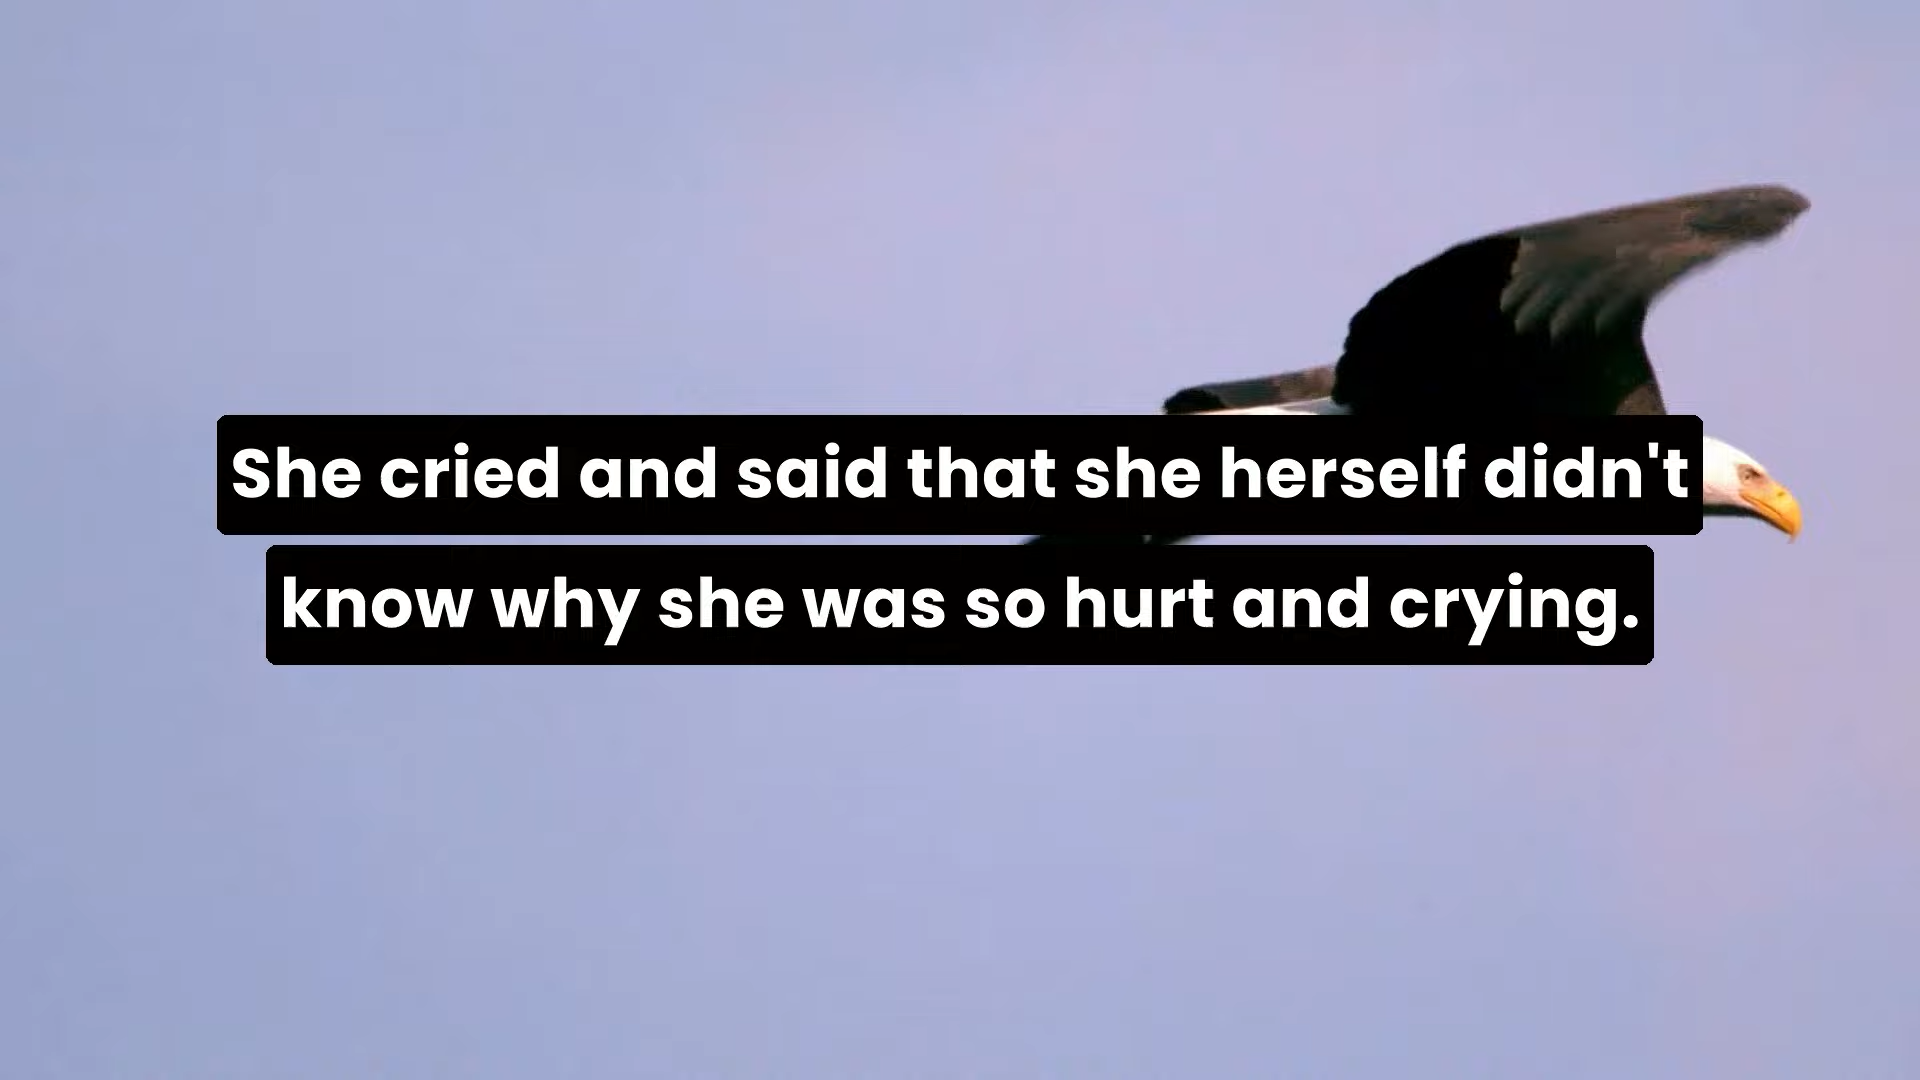 She cried and said that she herself didn't
know why she was so hurt and crying.